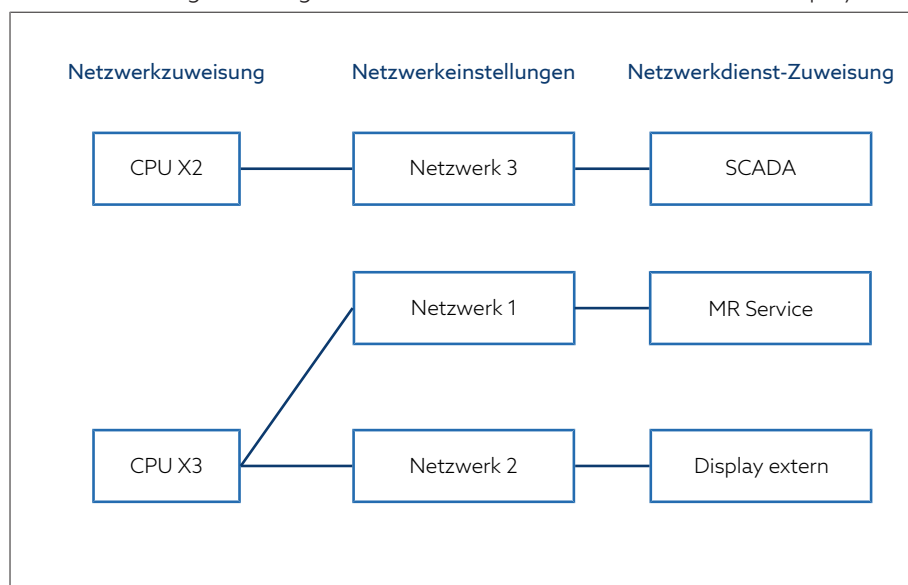 Netzwerkzuweisung Netzwerkeinstellungen Netzwerkdienst-Zuweisung
CPU X2 Netzwerk 3 SCADA
Netzwerk 1 MR Service
CPU X3 Netzwerk 2 Display extern